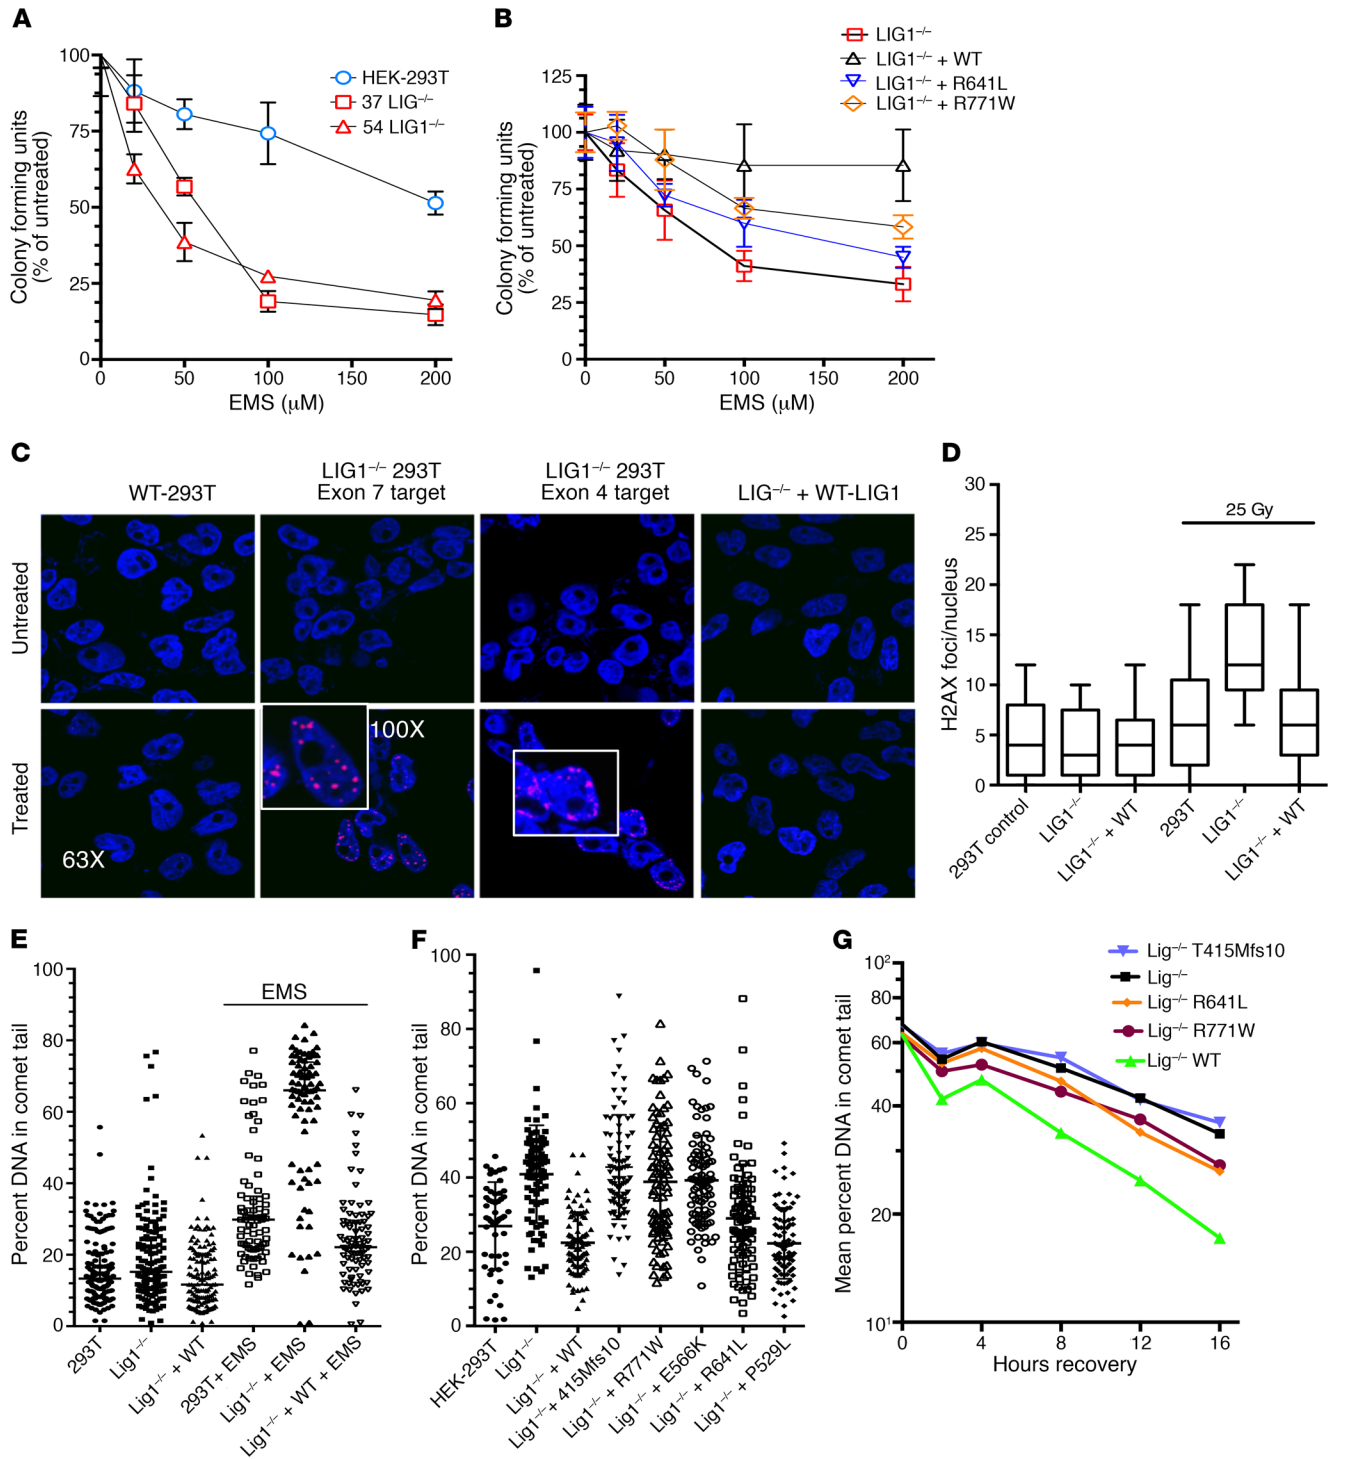 A
Colony forming units
(% of untreated)
100
75
50
25
0
0 50 100 150 200
EMS (μM)
HEK-293T
37 LIG⁻/⁻
54 LIG1⁻/⁻
B
Colony forming units
(% of untreated)
125
100
75
50
25
0
0 50 100 150 200
EMS (μM)
LIG1⁻/⁻
LIG1⁻/⁻ + WT
LIG1⁻/⁻ + R641L
LIG1⁻/⁻ + R771W
C
WT-293T
LIG1⁻/⁻ 293T
Exon 7 target
LIG1⁻/⁻ 293T
Exon 4 target
LIG⁻/⁻ + WT-LIG1
Untreated
Treated
63X
100X
D
H2AX foci/nucleus
30
25
20
15
10
5
0
25 Gy
293T control
LIG1⁻/⁻
LIG1⁻/⁻ + WT
293T
LIG1⁻/⁻
LIG1⁻/⁻ + WT
E
Percent DNA in comet tail
100
80
60
40
20
0
EMS
293T
Lig1⁻/⁻
Lig1⁻/⁻ + WT
293T+ EMS
Lig1⁻/⁻ + EMS
Lig1⁻/⁻ + WT + EMS
F
Percent DNA in comet tail
100
80
60
40
20
0
HEK-293T
Lig1⁻/⁻
Lig1⁻/⁻ + WT
Lig1⁻/⁻+ 415Mfs10
Lig1⁻/⁻ + R771W
Lig1⁻/⁻ + E566K
Lig1⁻/⁻ + R641L
Lig1⁻/⁻ + P529L
G
Mean percent DNA in comet tail
10²
80
60
40
20
10¹
0 4 8 12 16
Hours recovery
Lig⁻/⁻ T415Mfs10
Lig⁻/⁻
Lig⁻/⁻ R641L
Lig⁻/⁻ R771W
Lig⁻/⁻ WT